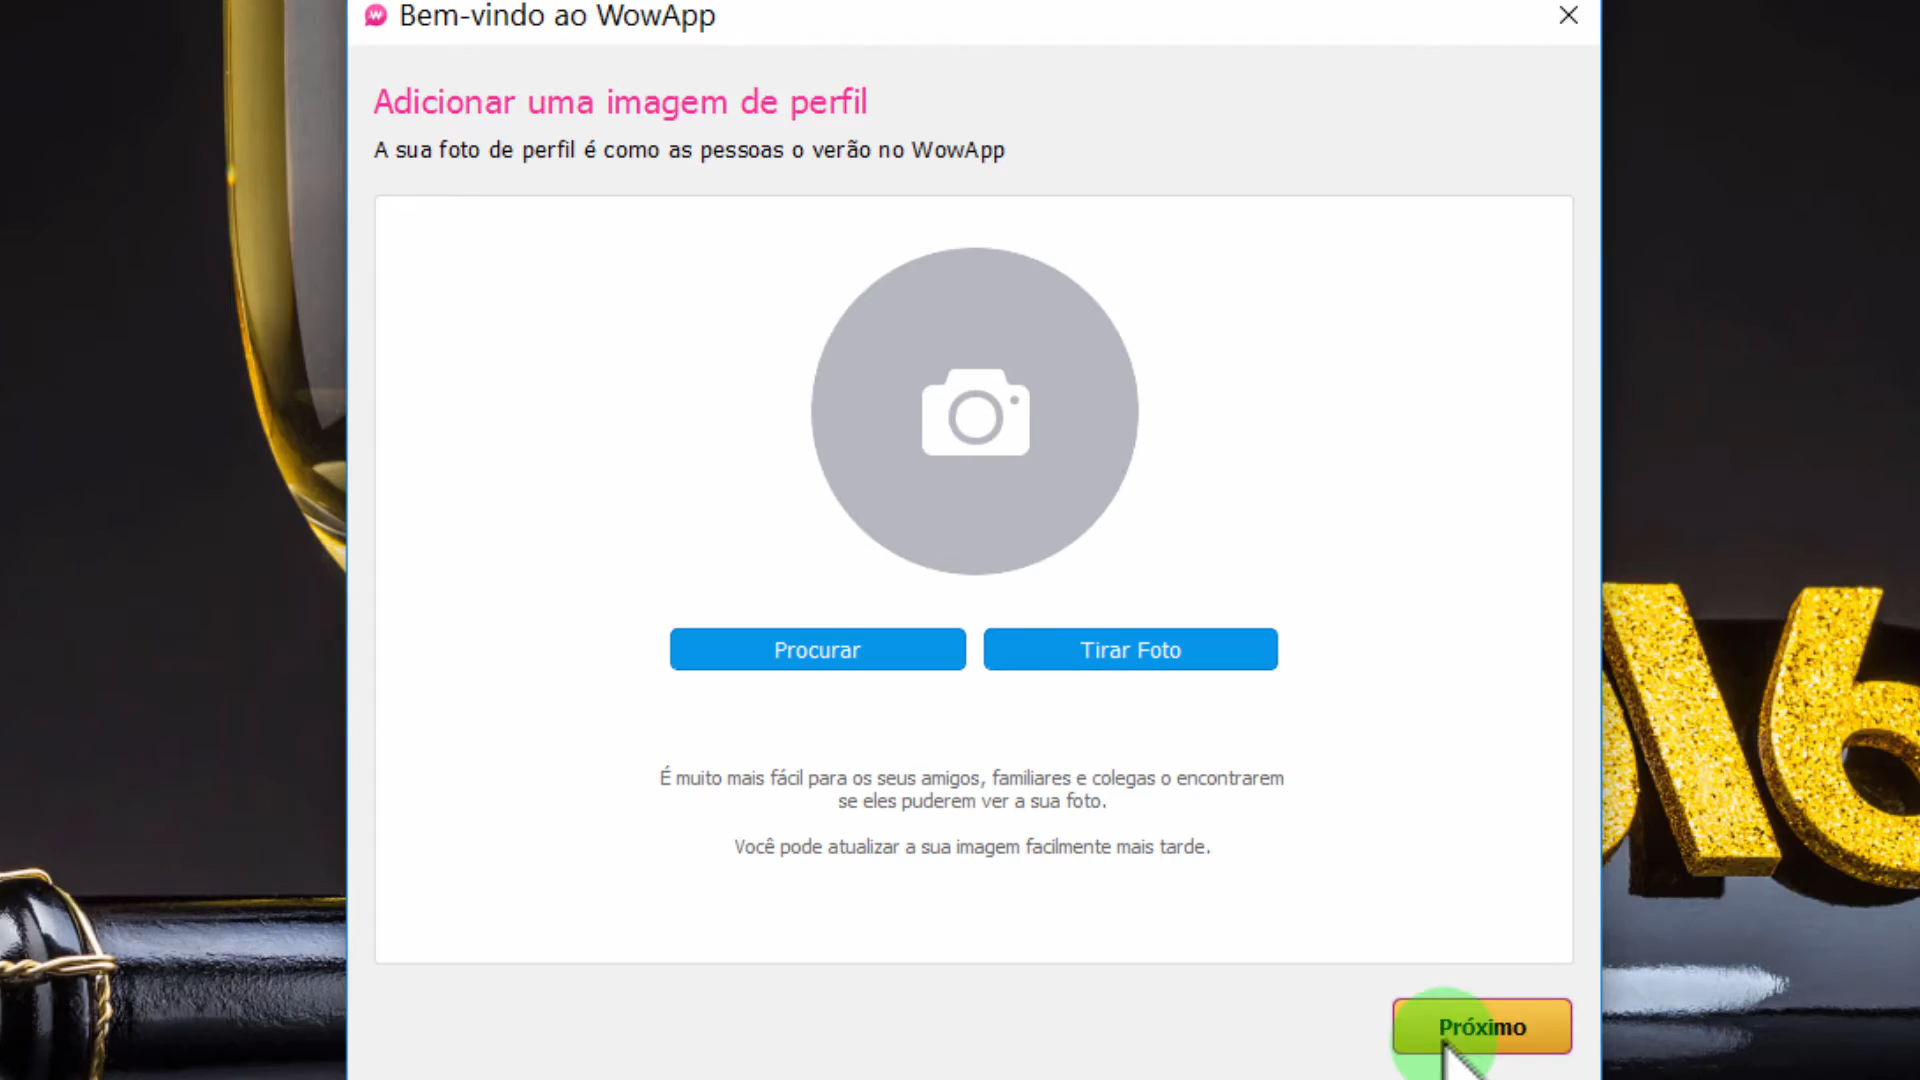 Bem-vindo ao WowApp
Adicionar uma imagem de perfil
A sua foto de perfil é como as pessoas o verão no WowApp
Procurar
Tirar Foto
É muito mais fácil para os seus amigos, familiares e colegas o encontrarem
se eles puderem ver a sua foto.
Você pode atualizar a sua imagem facilmente mais tarde.
Próximo